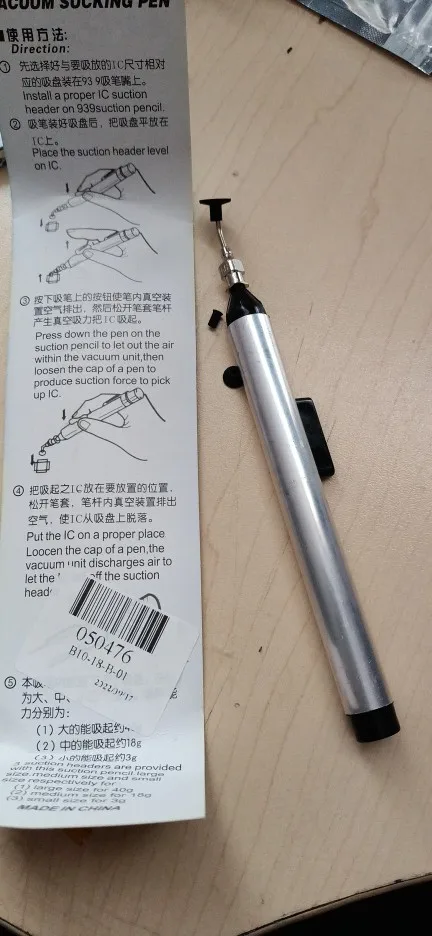 VACUUM SUCKING PEN
■使用方法:
Direction:
① 先选择好与要吸放的IC尺寸相对
应的吸盘装在939吸笔嘴上。
Install a proper IC suction
header on 939suction pencil.
② 吸笔装好吸盘后，把吸盘平放在
IC上。
Place the suction header level
on IC.
③ 按下吸笔上的按钮使笔内真空装
置空气排出，然后松开笔套笔杆
产生真空吸力把IC吸起。
Press down the pen on the
suction pencil to let out the air
within the vacuum unit,then
loosen the cap of a pen to
produce suction force to pick
up IC.
④ 把吸起之IC放在要放置的位置，
松开笔套，笔杆内真空装置排出
空气，使IC从吸盘上脱落。
Put the IC on a proper place
Loocen the cap of a pen,the
vacuum unit discharges air to
let the off the suction
head
050476
B10-18-B-01
⑤ 本吸
为大、中、
力分别为:
(1) 大的能吸起约4
(2) 中的能吸起约18g
(3) 小的能吸起约3g
3 suction headers are provided
with this suction pencil.large
size.medium size and small
size respectively for
(1) large size for 40g
(2) medium size for 18g
(3) small size for 3g
MADE IN CHINA